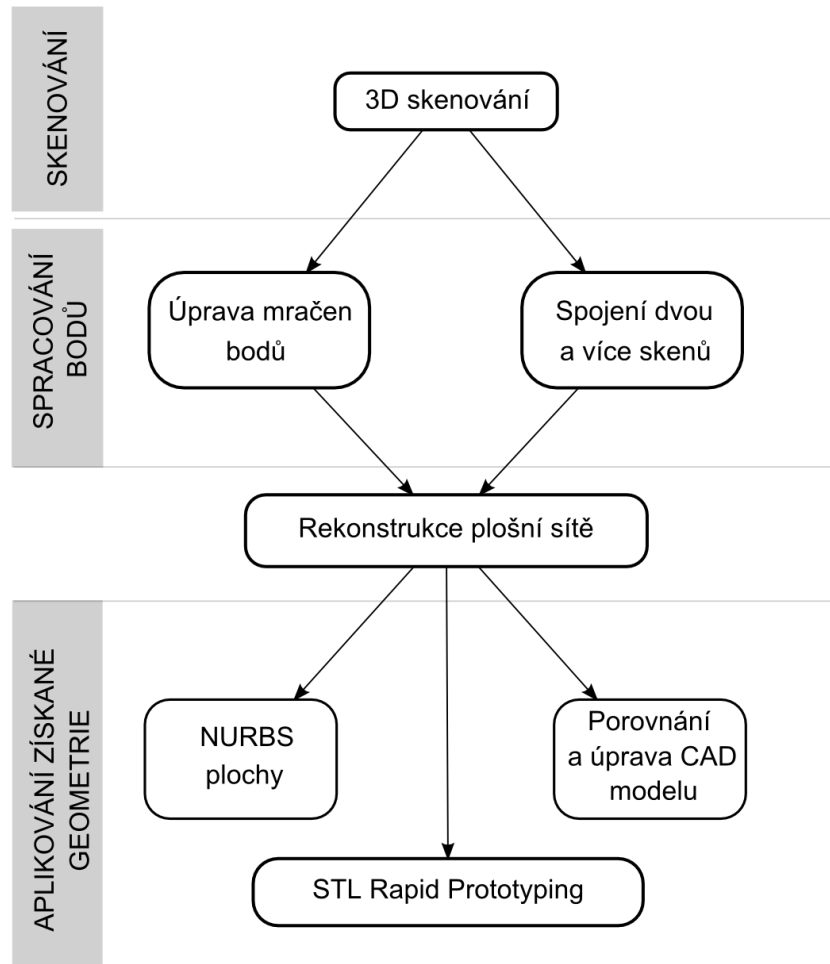 SKENOVÁNÍ
3D skenování
SPRACOVÁNÍ
BODŮ
Úprava mračen
bodů
Spojení dvou
a více skenů
Rekonstrukce plošní sítě
APLIKOVÁNÍ ZÍSKANÉ
GEOMETRIE
NURBS
plochy
Porovnání
a úprava CAD
modelu
STL Rapid Prototyping